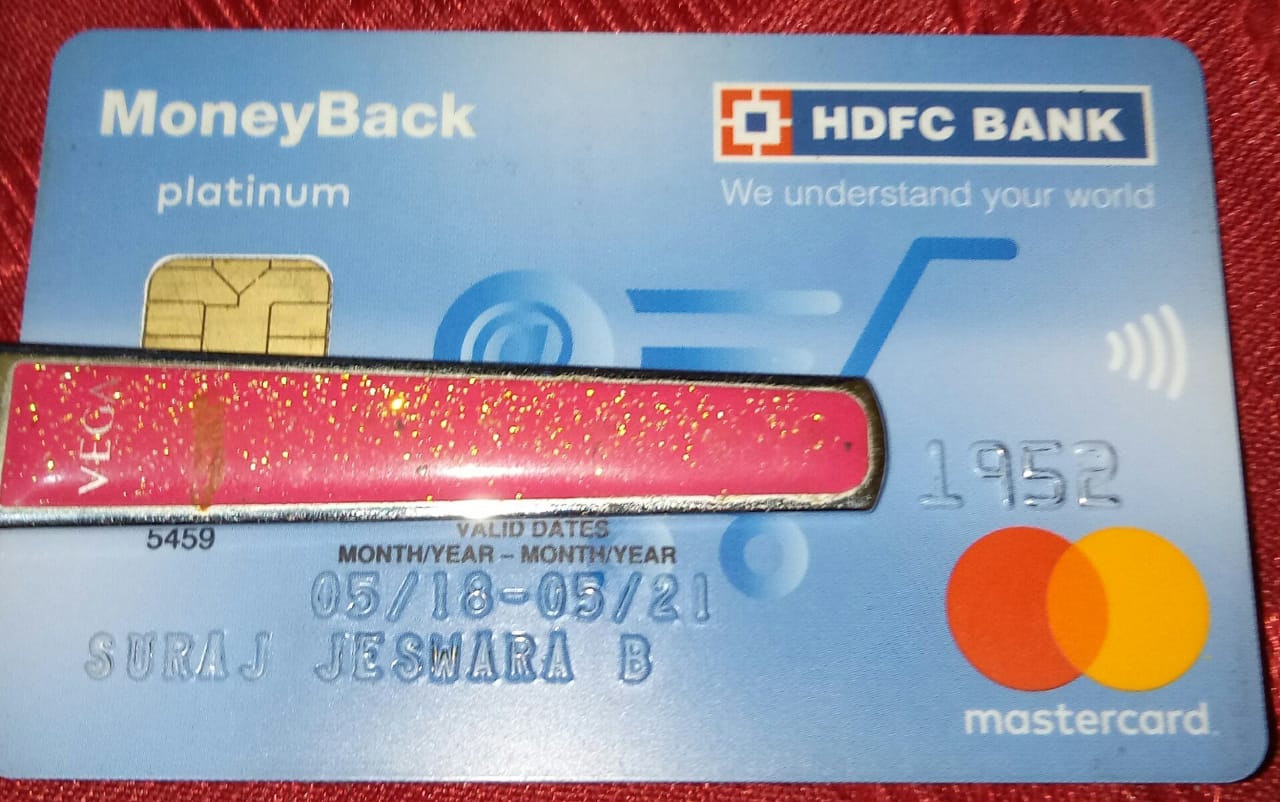 MoneyBack
HDFC BANK
platinum
We understand your world
VEGA
1952
5459
VALID DATES
MONTH/YEAR – MONTH/YEAR
05/18-05/21
SURAJ JESWARA B
mastercard